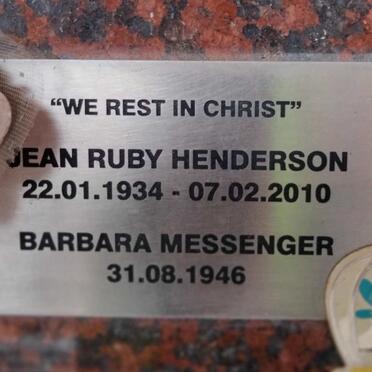 "WE REST IN CHRIST"
JEAN RUBY HENDERSON
22.01.1934 - 07.02.2010
BARBARA MESSENGER
31.08.1946